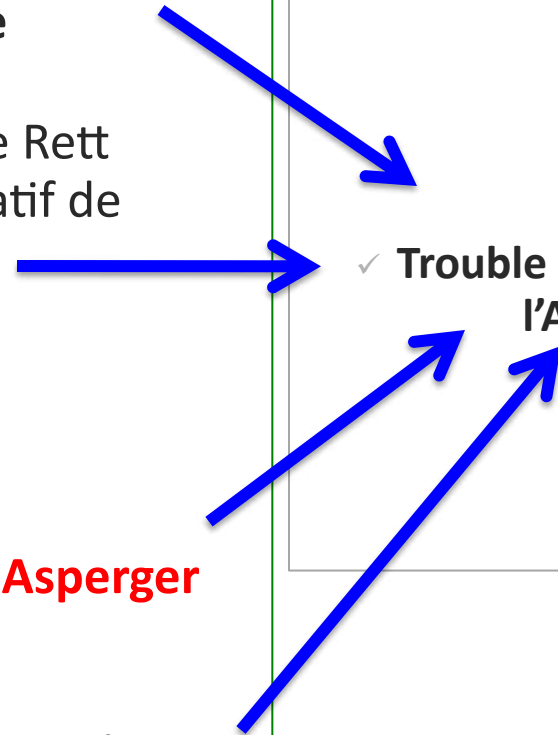 e
e Rett
atif de
✓ Trouble
l’A
Asperger